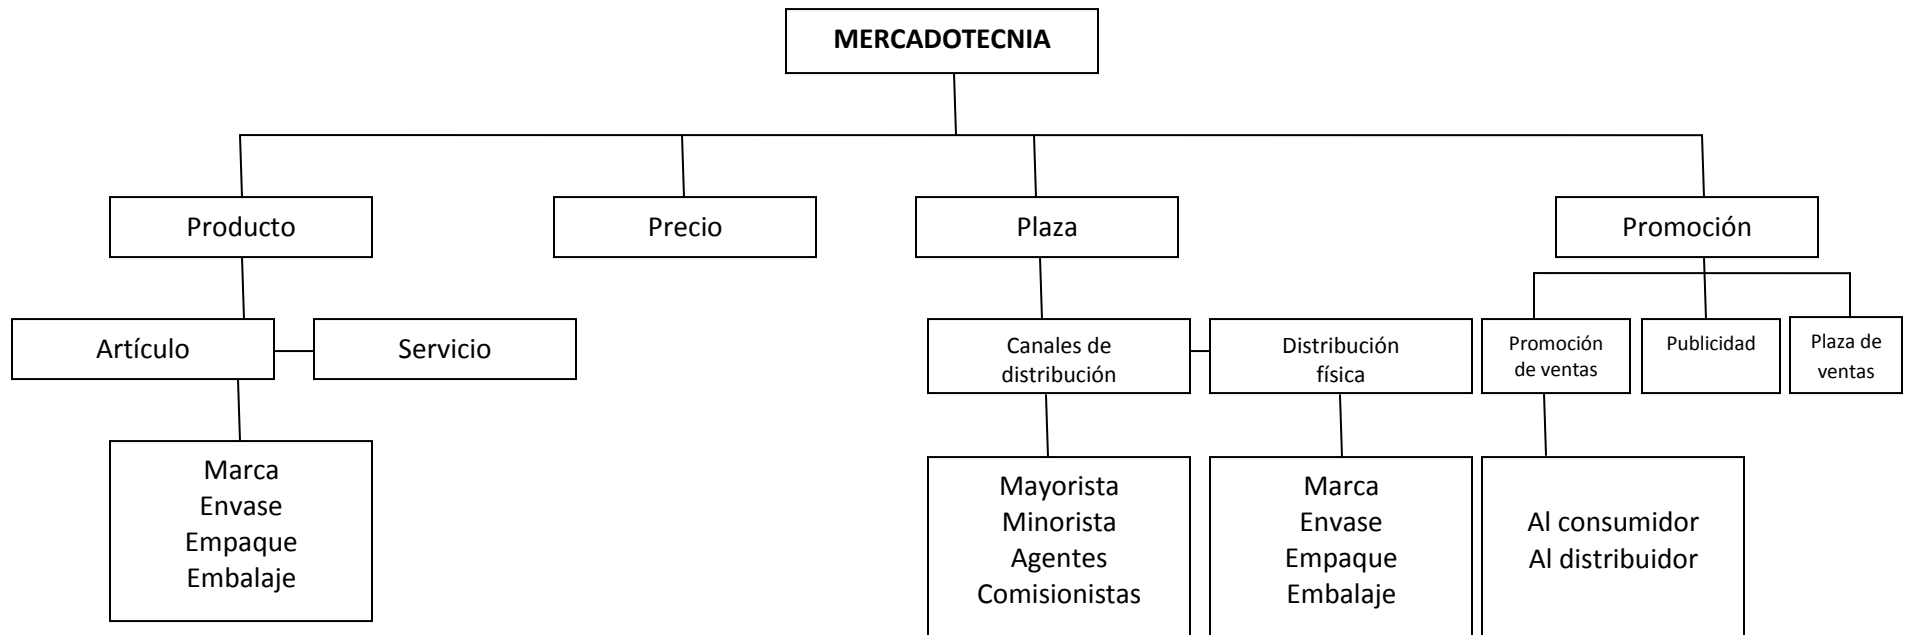 MERCADOTECNIA
Producto
Precio
Plaza
Promoción
Artículo
Servicio
Canales de
distribución
Distribución
física
Promoción
de ventas
Publicidad
Plaza de
ventas
Marca
Envase
Empaque
Embalaje
Mayorista
Minorista
Agentes
Comisionistas
Marca
Envase
Empaque
Embalaje
Al consumidor
Al distribuidor